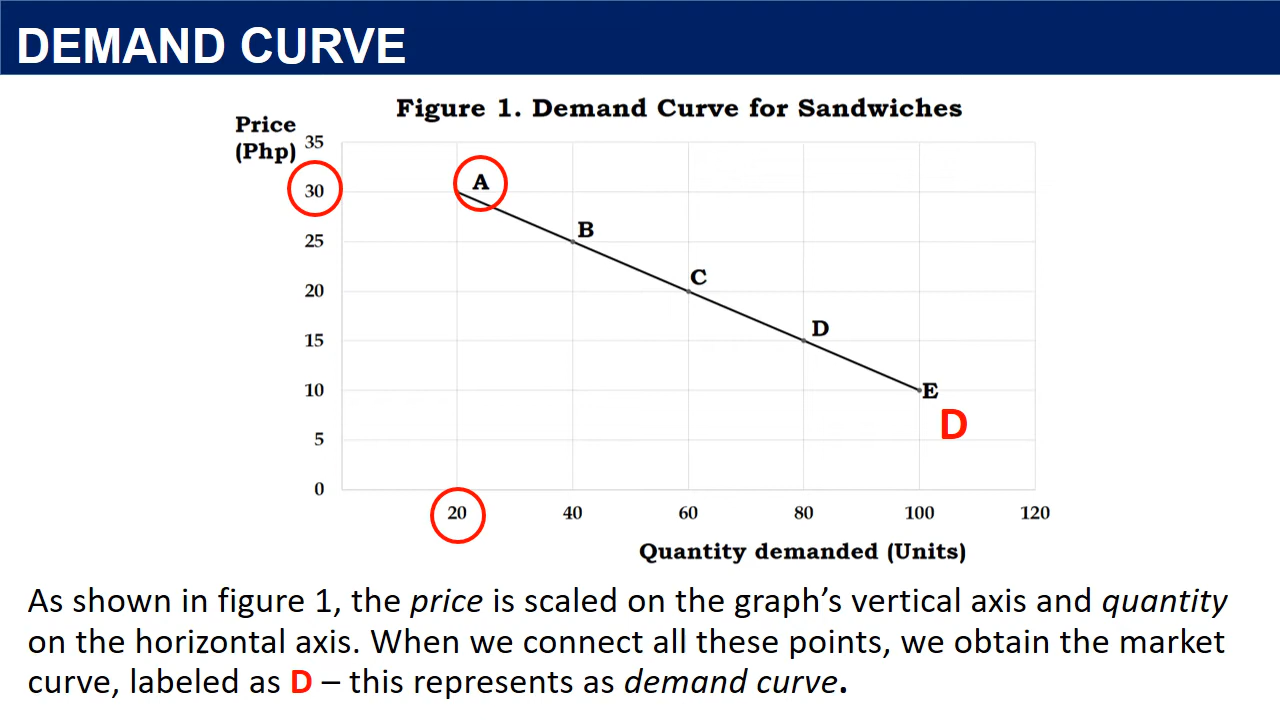 DEMAND CURVE
Figure 1. Demand Curve for Sandwiches
Price
(Php)
35
30
25
20
15
10
5
0
A
B
C
D
E
D
20 40 60 80 100 120
Quantity demanded (Units)
As shown in figure 1, the price is scaled on the graph’s vertical axis and quantity
on the horizontal axis. When we connect all these points, we obtain the market
curve, labeled as D – this represents as demand curve.